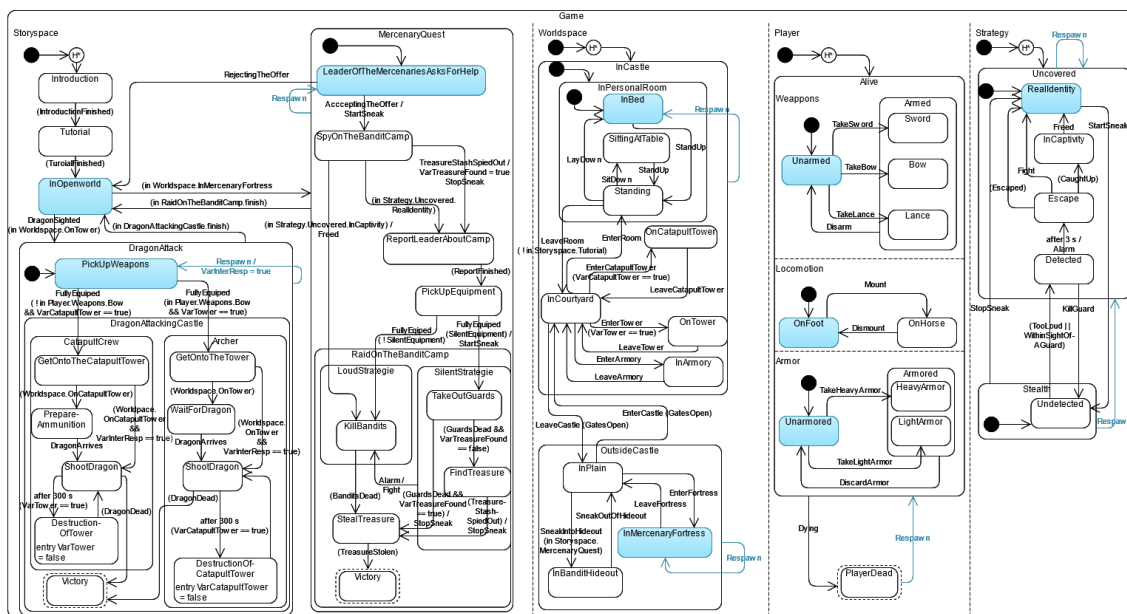 Game
Storyspace
H*
Introduction
(IntroductionFinished)
Tutorial
(TurcialFinished)
InOpenworld
RejectingTheOffer
(in Worldspace.InMercenaryFortress
(in RaidOnTheBanditCamp.finish)
DragonSighted
(in Worldspace.OnTower)
(in DragonAttackingCastle.finish)
DragonAttack
PickUpWeapons
Respawn /
VarInterResp = true
FullyEquiped
( ! in Player.Weapons.Bow
&& VarCatapultTower == true)
FullyEquiped
(in Player.Weapons.Bow
&& VarTower == true)
DragonAttackingCastle
CatapultCrew
GetOntoTheCatapultTower
(Worldspace.OnCatapultTower)
Prepare-
Ammunition
(Worldspace.
OnCatapultTower
&&
VarInterResp == true)
DragonArrives
ShootDragon
after 300 s
(VarTower == true)
(DragonDead)
Destruction-
OfTower
entry VarTower
= false
Victory
Archer
GetOntoTheTower
(Worldspace.OnTower)
WaitForDragon
(Worldspace.
OnTower
&&
VarInterResp == true)
DragonArrives
ShootDragon
(DragonDead)
after 300 s
(VarCatapultTower == true)
DestructionOf-
CatapultTower
entry VarCatapultTower
= false
MercenaryQuest
LeaderOfTheMercenariesAsksForHelp
Respawn
AccceptingTheOffer /
StartSneak
SpyOnTheBanditCamp
TreasureStashSpiedOut /
VarTreasureFound = true
StopSneak
(in Strategy.Uncovered.
RealIdentity)
(in Strategy.Uncovered.InCaptivity) /
Freed
ReportLeaderAboutCamp
(ReportFinished)
PickUpEquipment
FullyEqiped
( ! SilentEquipment)
FullyEquiped
(SilentEquipment) /
StartSneak
RaidOnTheBanditCamp
LoudStrategie
KillBandits
SilentStrategie
TakeOutGuards
(GuardsDead &&
VarTreasureFound
== false)
FindTreasure
Alarm /
Fight
(BanditsDead)
(GuardsDead &&
VarTreasureFound
== true) /
StopSneak
(Treasure-
Stash-
SpiedOut) /
StopSneak
StealTreasure
(TreasureStolen)
Victory
Worldspace
H*
InCastle
InPersonalRoom
InBed
Respawn
SittingAtTable
LayDown
StandUp
StandUp
SitDown
Standing
LeaveRoom
( ! in Storyspace.Tutorial)
EnterRoom
OnCatapultTower
EnterCatapultTower
(VarCatapultTower == true)
LeaveCatapultTower
InCourtyard
EnterTower
(VarTower == true)
OnTower
LeaveTower
EnterArmory
InArmory
LeaveArmory
EnterCastle (GatesOpen)
LeaveCastle (GatesOpen)
OutsideCastle
InPlain
EnterFortress
LeaveFortress
SneakOutOfHideout
SneakIntoHideout
(in Storyspace.
MercenaryQuest)
InMercenaryFortress
Respawn
InBanditHideout
Player
H*
Alive
Weappons
Unarmed
TakeSword
TakeBow
TakeLance
Disarm
Armed
Sword
Bow
Lance
Locomotion
Mount
OnFoot
Dismount
OnHorse
Armor
TakeHeavyArmor
Armored
HeavyArmor
Unarmored
LightArmor
TakeLightArmor
DiscardArmor
Dying
Respawn
PlayerDead
Strategy
H*
Respawn
Uncovered
RealIdentity
Freed
StartSneak
InCaptivity
Fight
(CaughtUp)
(Escaped)
Escape
after 3 s /
Alarm
Detected
StopSneak
KillGuard
(TooLoud ||
WithinSightOf-
AGuard)
Stealth
Undetected
Respawn